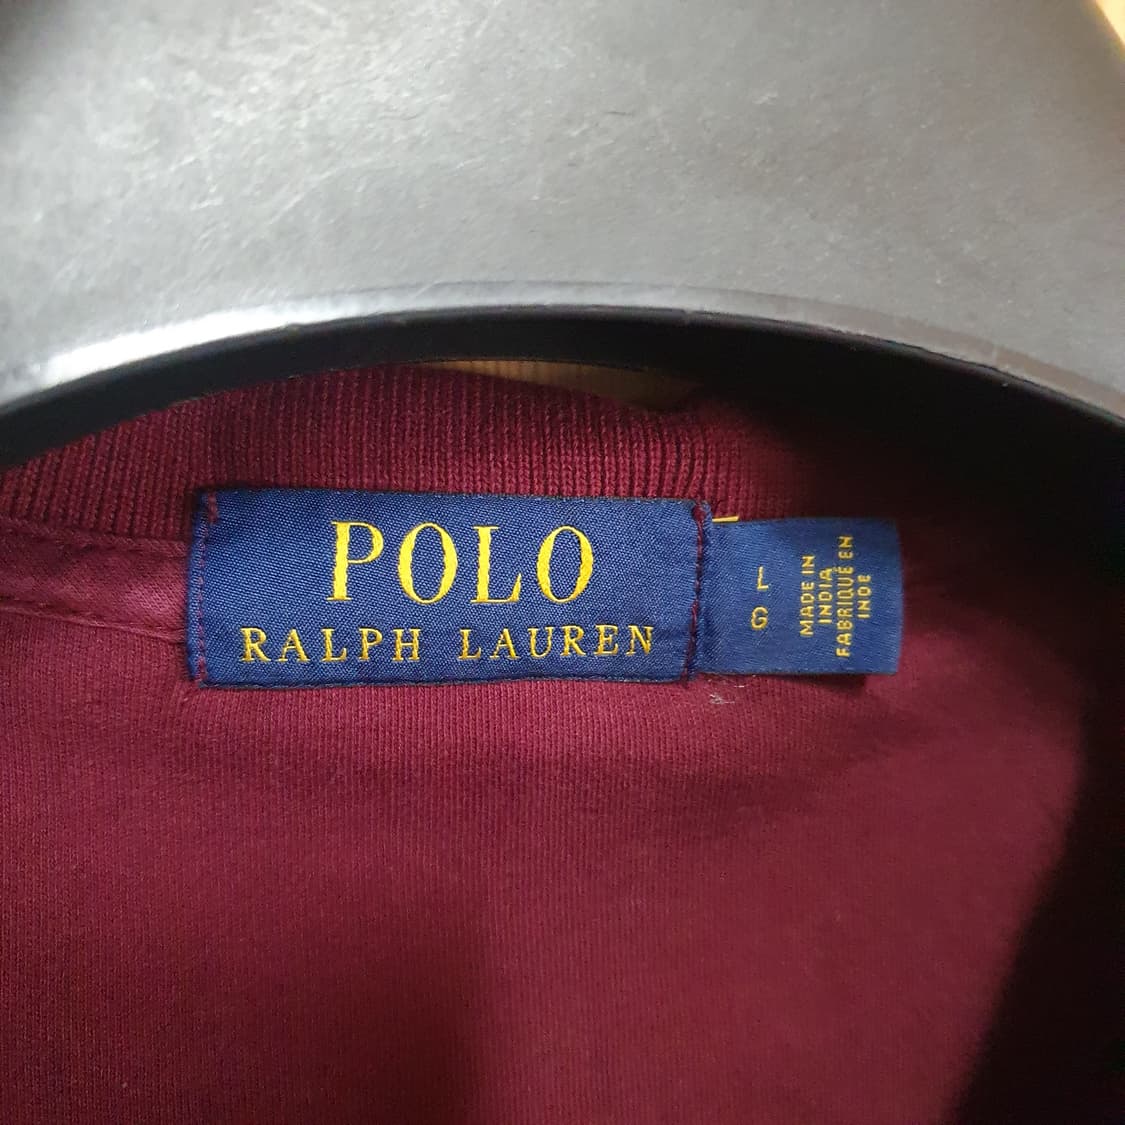 POLO
RALPH LAUREN
L
G
MADE IN
INDIA
FABRIQUÉ EN
INDE